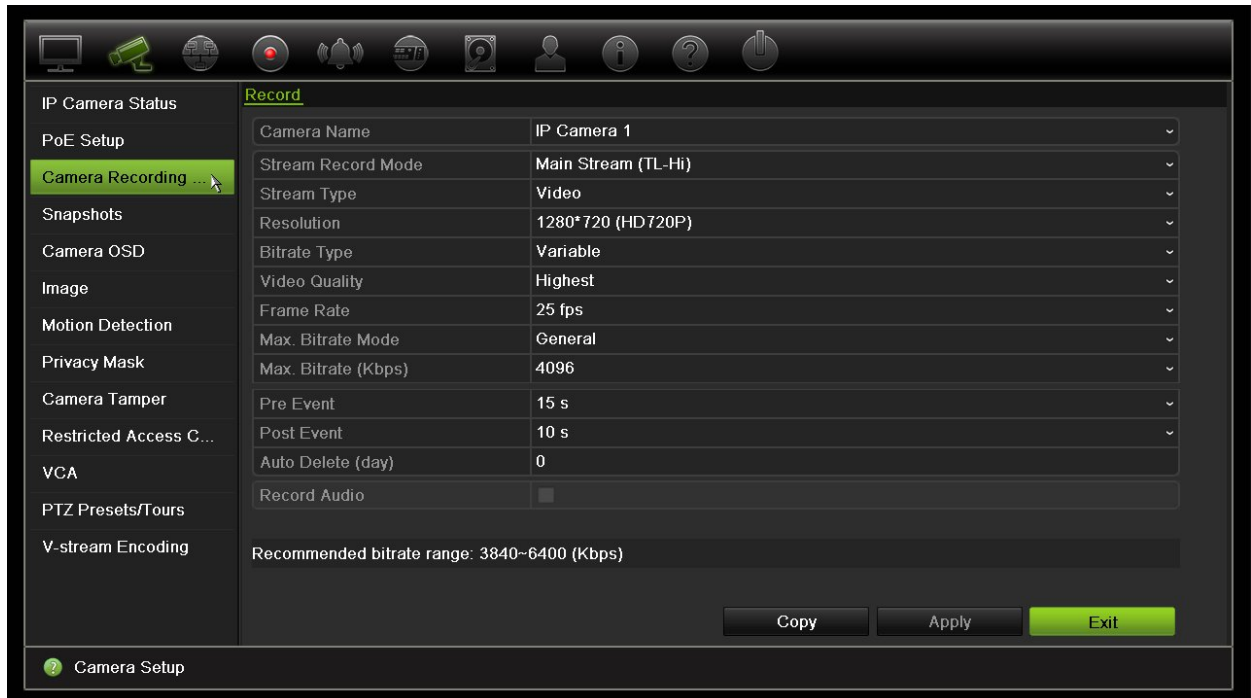 IP Camera Status
PoE Setup
Camera Recording ...
Snapshots
Camera OSD
Image
Motion Detection
Privacy Mask
Camera Tamper
Restricted Access C...
VCA
PTZ Presets/Tours
V-stream Encoding
Record
Camera Name IP Camera 1
Stream Record Mode Main Stream (TL-Hi)
Stream Type Video
Resolution 1280*720 (HD720P)
Bitrate Type Variable
Video Quality Highest
Frame Rate 25 fps
Max. Bitrate Mode General
Max. Bitrate (Kbps) 4096
Pre Event 15 s
Post Event 10 s
Auto Delete (day) 0
Record Audio
Recommended bitrate range: 3840~6400 (Kbps)
Copy Apply Exit
? Camera Setup